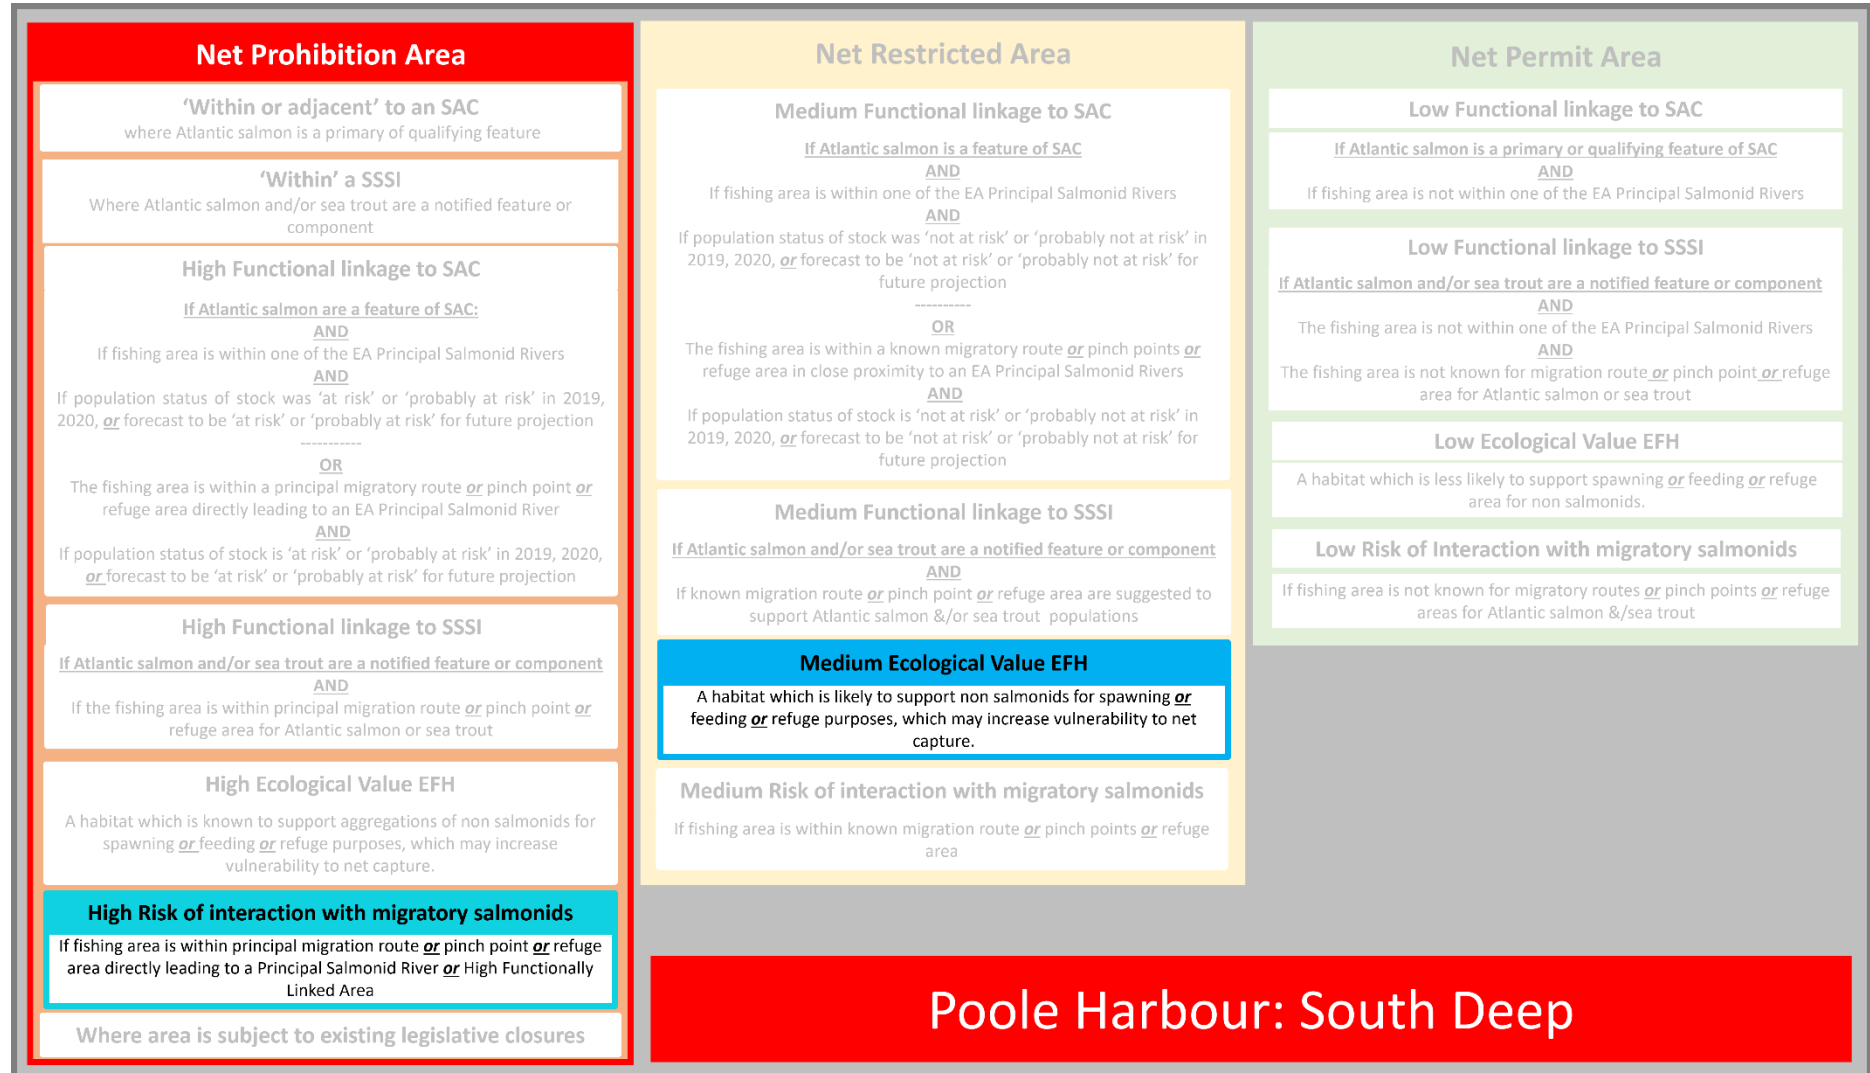 Net Prohibition Area
'Within or adjacent' to an SAC
where Atlantic salmon is a primary of qualifying feature
'Within' a SSSI
Where Atlantic salmon and/or sea trout are a notified feature or
component
High Functional linkage to SAC
If Atlantic salmon are a feature of SAC:
AND
If fishing area is within one of the EA Principal Salmonid Rivers
AND
If population status of stock was 'at risk' or 'probably at risk' in 2019,
2020, or forecast to be 'at risk' or 'probably at risk' for future projection
-----------
OR
The fishing area is within a principal migratory route or pinch point or
refuge area directly leading to an EA Principal Salmonid River
AND
If population status of stock is 'at risk' or 'probably at risk' in 2019, 2020,
or forecast to be 'at risk' or 'probably at risk' for future projection
High Functional linkage to SSSI
If Atlantic salmon and/or sea trout are a notified feature or component
AND
If the fishing area is within principal migration route or pinch point or
refuge area for Atlantic salmon or sea trout
High Ecological Value EFH
A habitat which is known to support aggregations of non salmonids for
spawning or feeding or refuge purposes, which may increase
vulnerability to net capture.
High Risk of interaction with migratory salmonids
If fishing area is within principal migration route or pinch point or refuge
area directly leading to a Principal Salmonid River or High Functionally
Linked Area
Where area is subject to existing legislative closures
Net Restricted Area
Medium Functional linkage to SAC
If Atlantic salmon is a feature of SAC
AND
If fishing area is within one of the EA Principal Salmonid Rivers
AND
If population status of stock was 'not at risk' or 'probably not at risk' in
2019, 2020, or forecast to be 'not at risk' or 'probably not at risk' for
future projection
----------
OR
The fishing area is within a known migratory route or pinch points or
refuge area in close proximity to an EA Principal Salmonid Rivers
AND
If population status of stock is 'not at risk' or 'probably not at risk' in
2019, 2020, or forecast to be 'not at risk' or 'probably not at risk' for
future projection
Medium Functional linkage to SSSI
If Atlantic salmon and/or sea trout are a notified feature or component
AND
If known migration route or pinch point or refuge area are suggested to
support Atlantic salmon &/or sea trout populations
Medium Ecological Value EFH
A habitat which is likely to support non salmonids for spawning or
feeding or refuge purposes, which may increase vulnerability to net
capture.
Medium Risk of interaction with migratory salmonids
If fishing area is within known migration route or pinch points or refuge
area
Net Permit Area
Low Functional linkage to SAC
If Atlantic salmon is a primary or qualifying feature of SAC
AND
If fishing area is not within one of the EA Principal Salmonid Rivers
Low Functional linkage to SSSI
If Atlantic salmon and/or sea trout are a notified feature or component
AND
The fishing area is not within one of the EA Principal Salmonid Rivers
AND
The fishing area is not known for migration route or pinch point or refuge
area for Atlantic salmon or sea trout
Low Ecological Value EFH
A habitat which is less likely to support spawning or feeding or refuge
area for non salmonids.
Low Risk of Interaction with migratory salmonids
If fishing area is not known for migratory routes or pinch points or refuge
areas for Atlantic salmon &/sea trout
Poole Harbour: South Deep